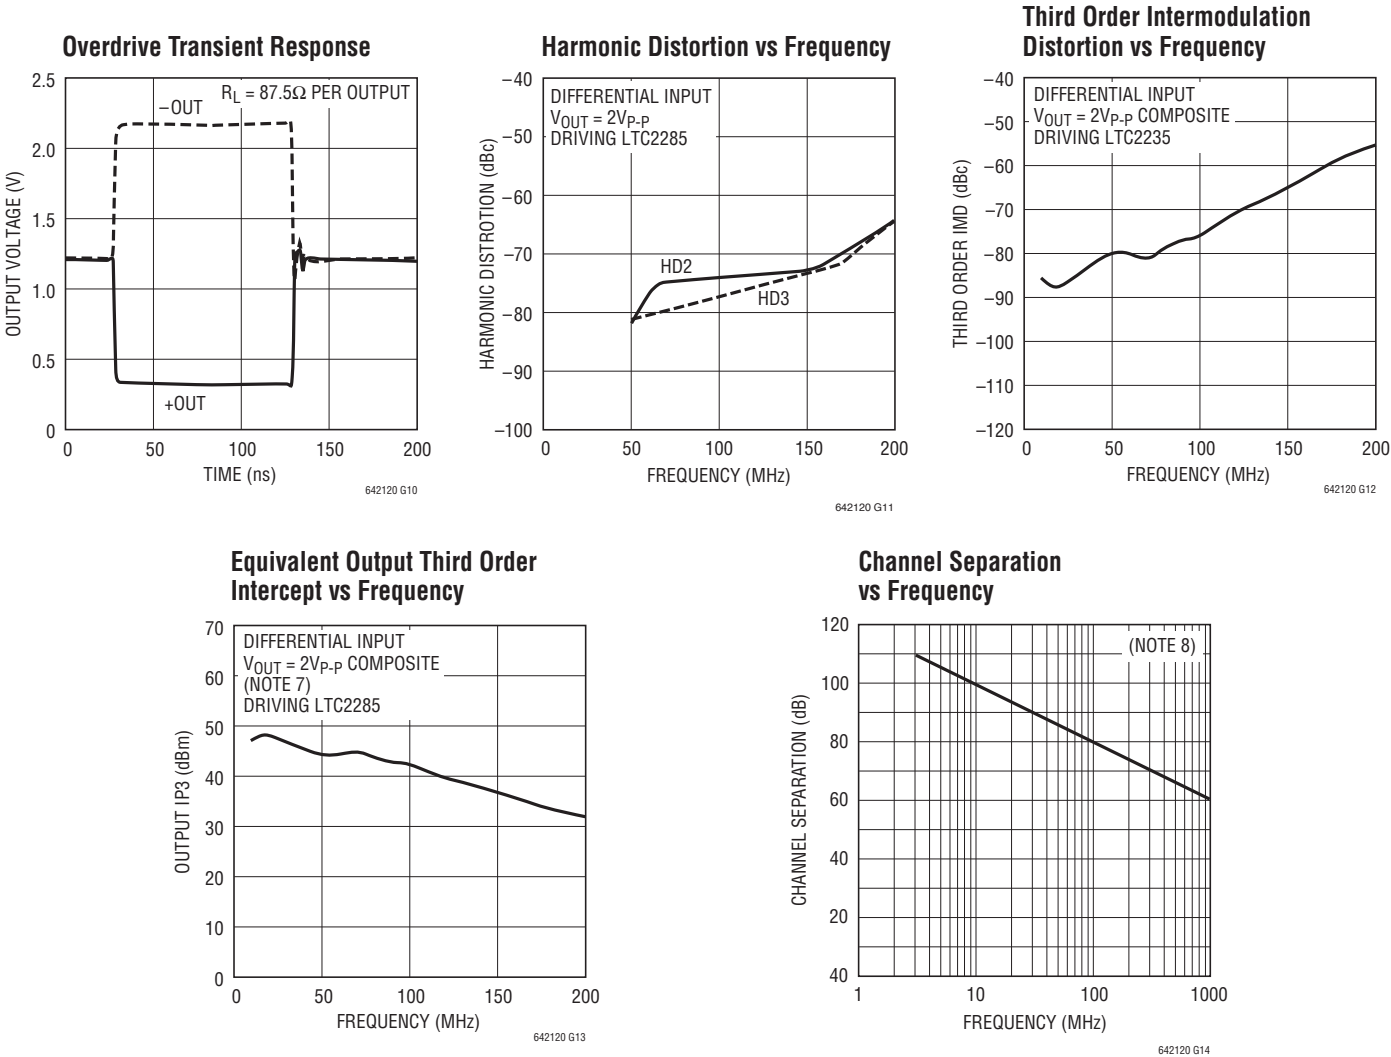 Overdrive Transient Response
2.5
2.0
1.5
1.0
0.5
0
OUTPUT VOLTAGE (V)
RL = 87.5Ω PER OUTPUT
–OUT
+OUT
0 50 100 150 200
TIME (ns)
642120 G10
Harmonic Distortion vs Frequency
–40
–50
–60
–70
–80
–90
–100
HARMONIC DISTROTION (dBc)
DIFFERENTIAL INPUT
VOUT = 2VP-P
DRIVING LTC2285
HD2
HD3
0 50 100 150 200
FREQUENCY (MHz)
642120 G11
Third Order Intermodulation
Distortion vs Frequency
–40
–50
–60
–70
–80
–90
–100
–110
–120
THIRD ORDER IMD (dBc)
DIFFERENTIAL INPUT
VOUT = 2VP-P COMPOSITE
DRIVING LTC2235
0 50 100 150 200
FREQUENCY (MHz)
642120 G12
Equivalent Output Third Order
Intercept vs Frequency
70
60
50
40
30
20
10
0
OUTPUT IP3 (dBm)
DIFFERENTIAL INPUT
VOUT = 2VP-P COMPOSITE
(NOTE 7)
DRIVING LTC2285
0 50 100 150 200
FREQUENCY (MHz)
642120 G13
Channel Separation
vs Frequency
120
100
80
60
40
20
40
CHANNEL SEPARATION (dB)
(NOTE 8)
1 10 100 1000
FREQUENCY (MHz)
642120 G14